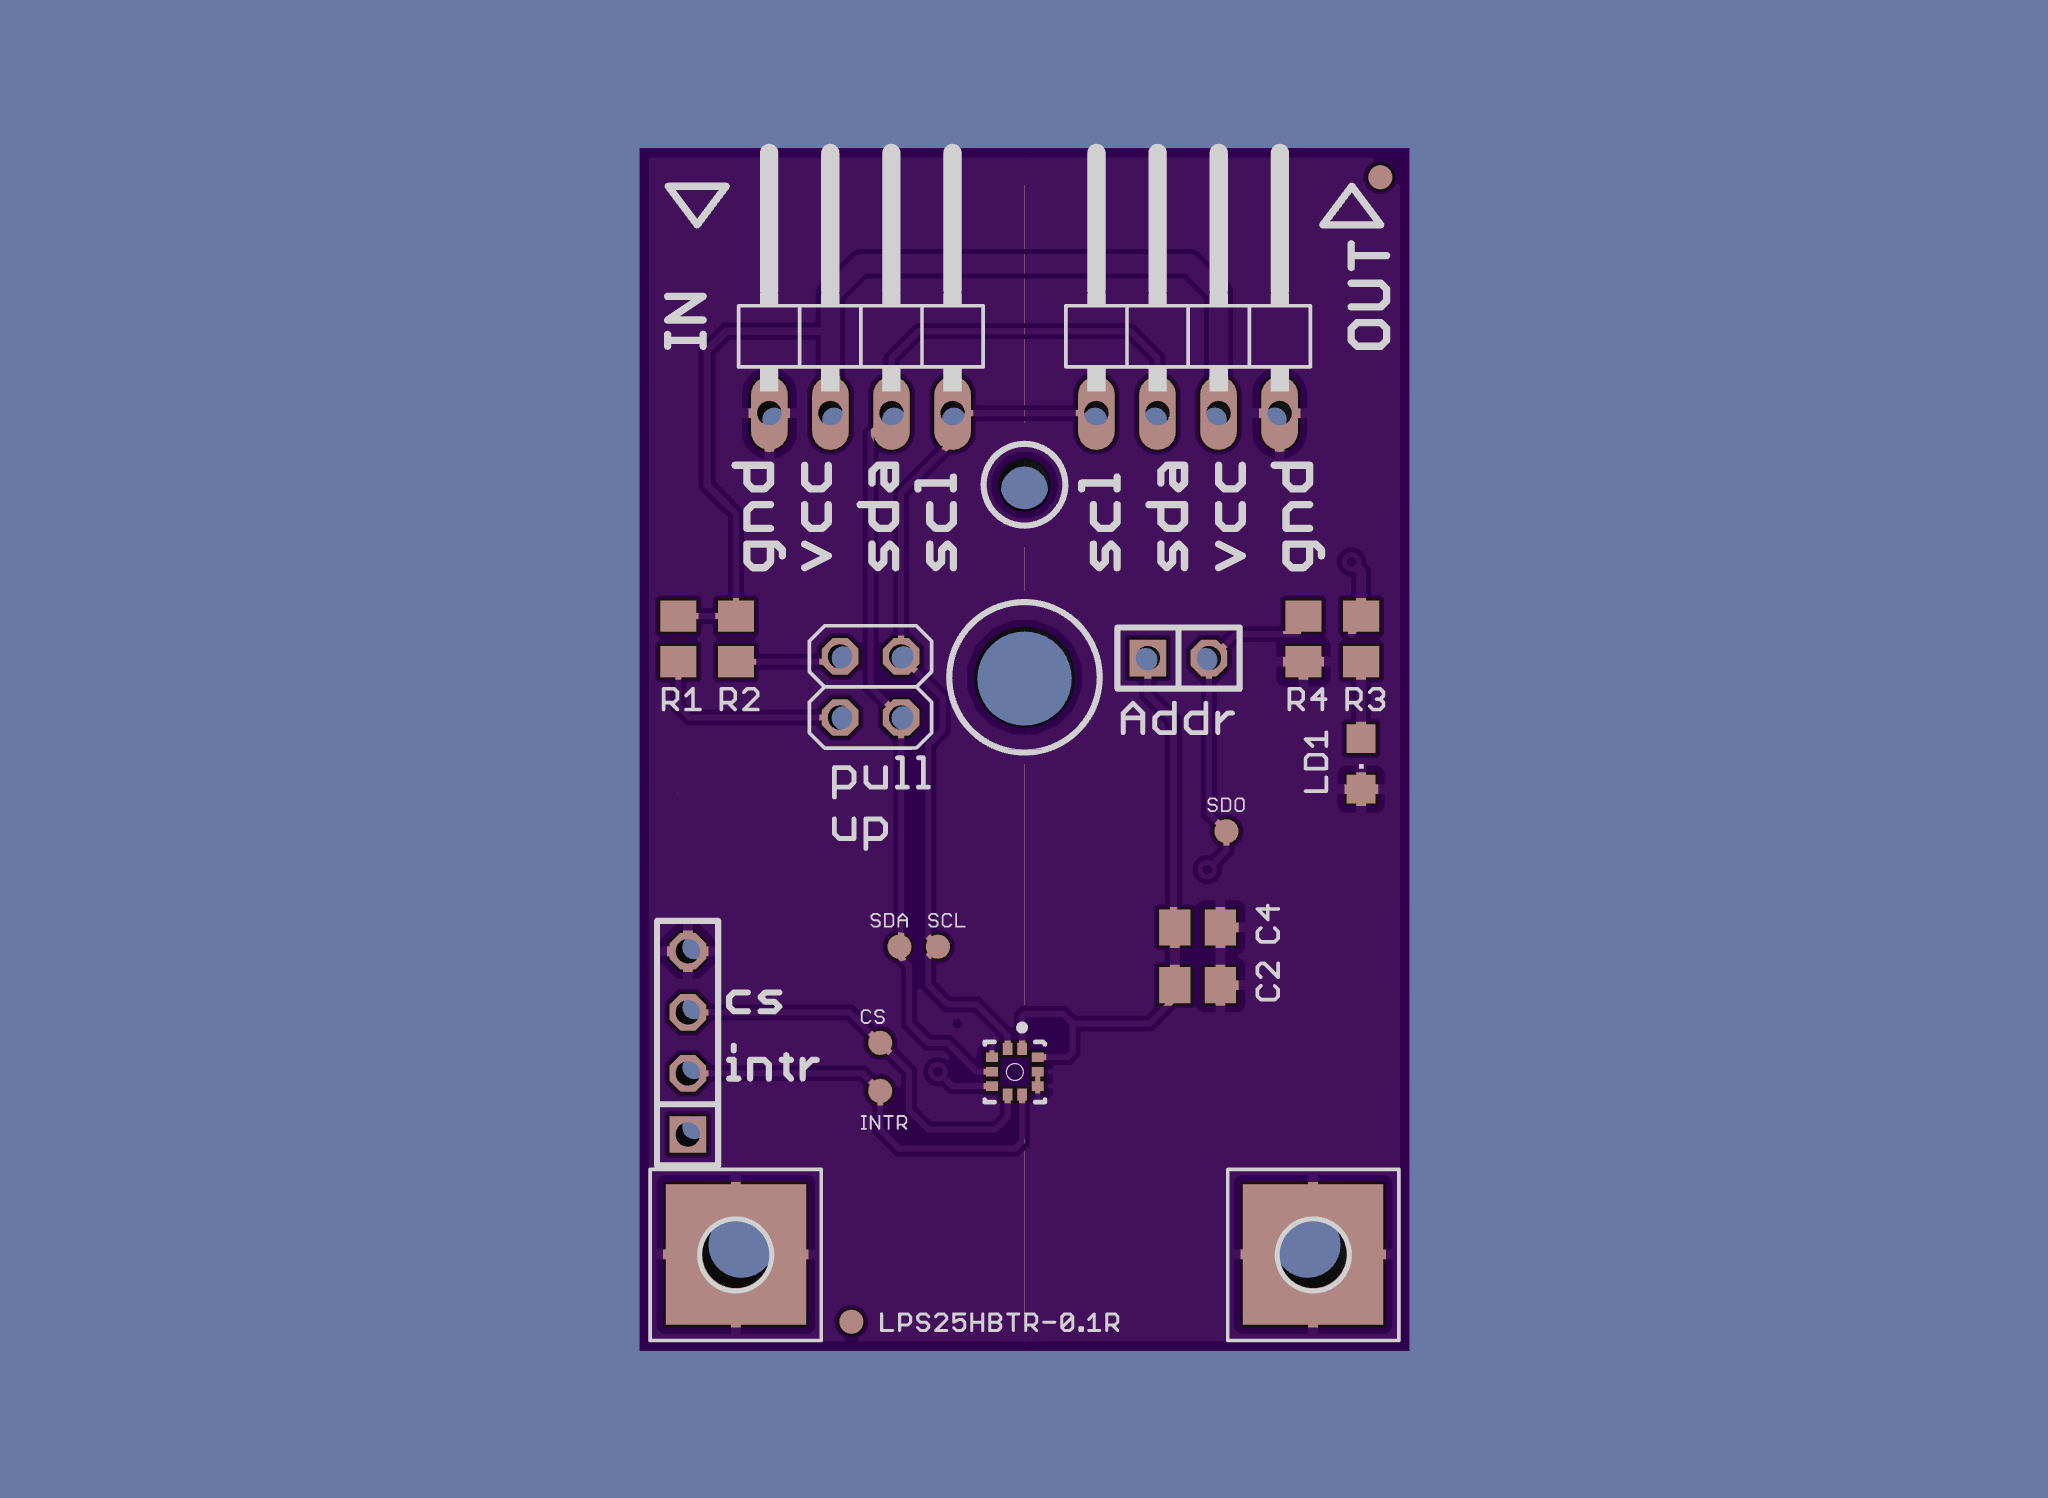 IN
OUT
gnd
vcc
sda
scl
scl
sda
vcc
gnd
R1 R2
R4 R3
Addr
LD1
pull
up
SDO
SDA SCL
C4
C2
cs
CS
intr
INTR
LPS25HBTR-0.1R